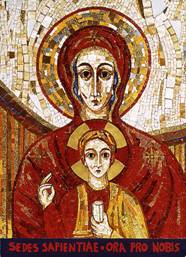 SEDES SAPIENTIAE · ORA PRO NOBIS